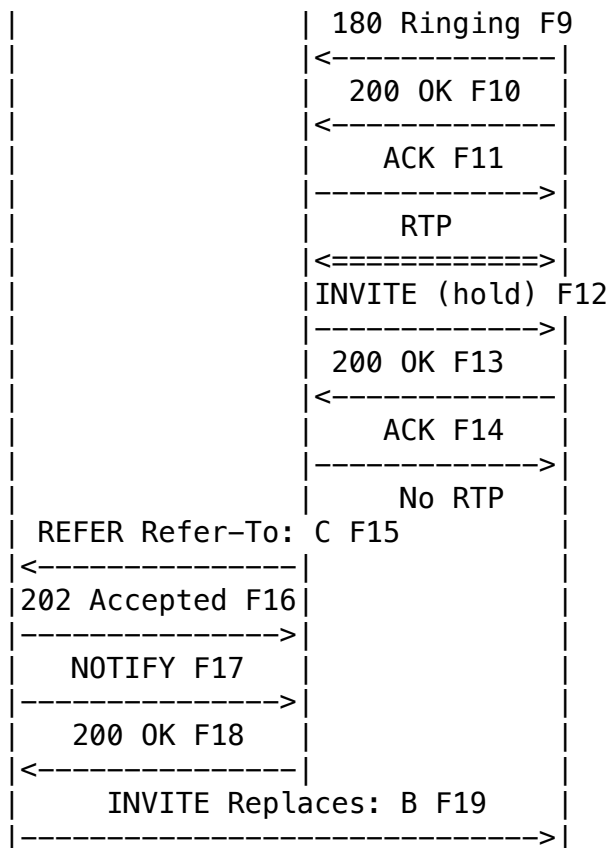 |                 | 180 Ringing F9
|                 |<-------------|
|                 |  200 OK F10  |
|                 |<-------------|
|                 |    ACK F11   |
|                 |------------->|
|                 |     RTP      |
|                 |<============>|
|                 |INVITE (hold) F12
|                 |------------->|
|                 | 200 OK F13   |
|                 |<-------------|
|                 |    ACK F14   |
|                 |------------->|
|                 |     No RTP   |
| REFER Refer-To: C F15          |
|<----------------|              |
|202 Accepted F16|               |
|---------------->|              |
|   NOTIFY F17    |              |
|---------------->|              |
|   200 OK F18    |              |
|<----------------|              |
|     INVITE Replaces: B F19     |
|------------------------------->|